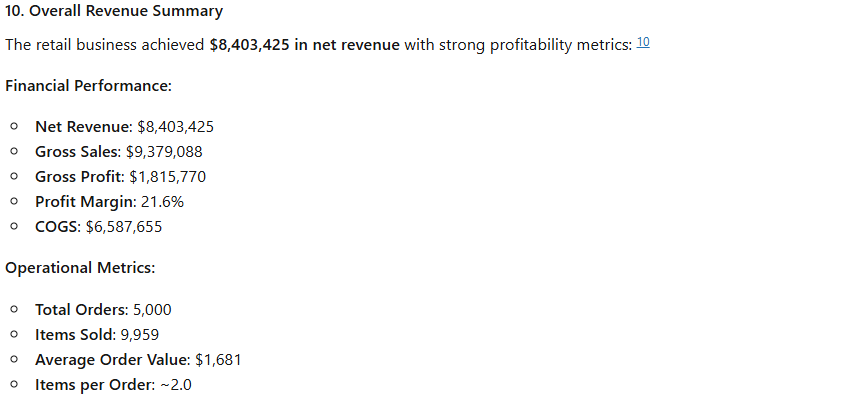 10. Overall Revenue Summary
The retail business achieved $8,403,425 in net revenue with strong profitability metrics: 10
Financial Performance:
Net Revenue: $8,403,425
Gross Sales: $9,379,088
Gross Profit: $1,815,770
Profit Margin: 21.6%
COGS: $6,587,655
Operational Metrics:
Total Orders: 5,000
Items Sold: 9,959
Average Order Value: $1,681
Items per Order: ~2.0